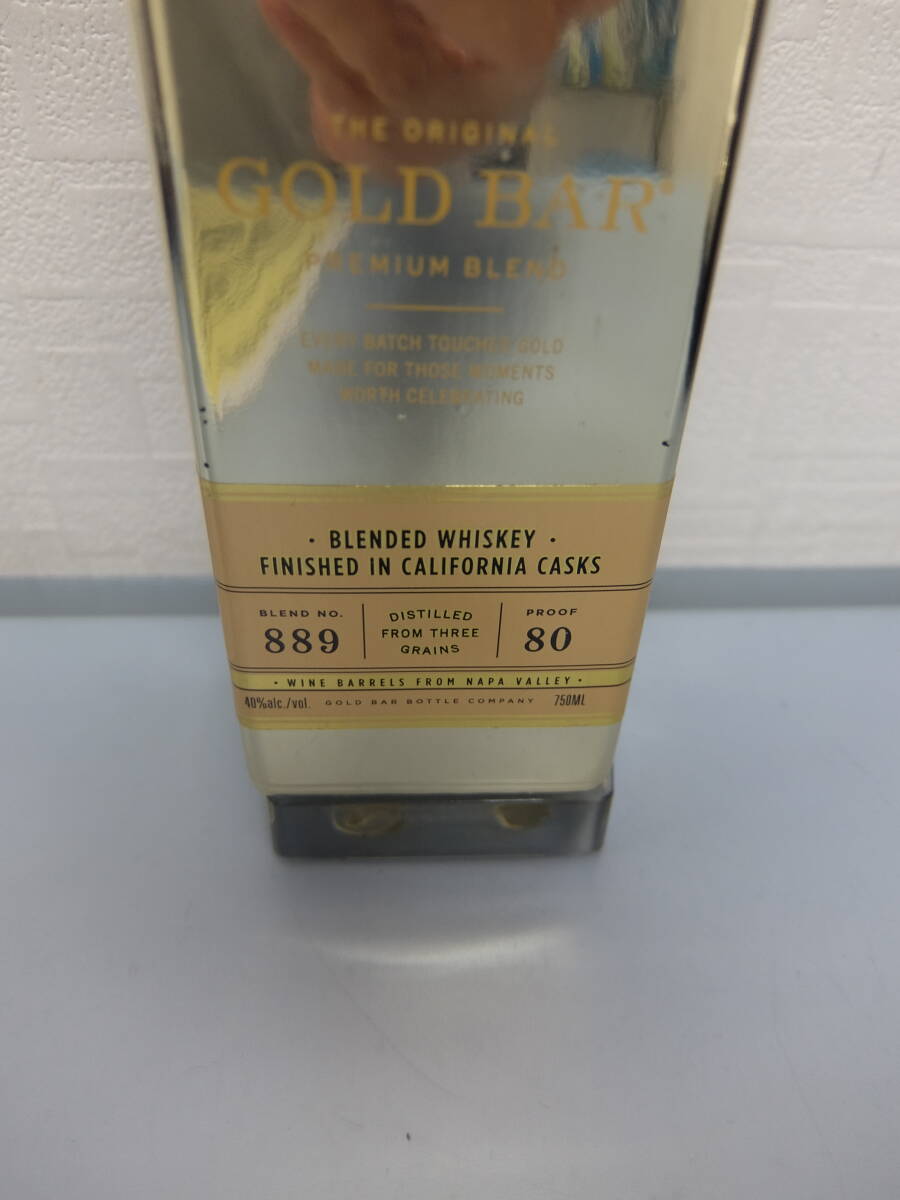 THE ORIGINAL
GOLD BAR®
PREMIUM BLEND
EVERY BATCH TOUCHES GOLD
MADE FOR THOSE MOMENTS
WORTH CELEBRATING
· BLENDED WHISKEY ·
FINISHED IN CALIFORNIA CASKS
BLEND NO.
889
DISTILLED
FROM THREE
GRAINS
PROOF
80
· WINE BARRELS FROM NAPA VALLEY ·
40%alc./vol. GOLD BAR BOTTLE COMPANY 750ML